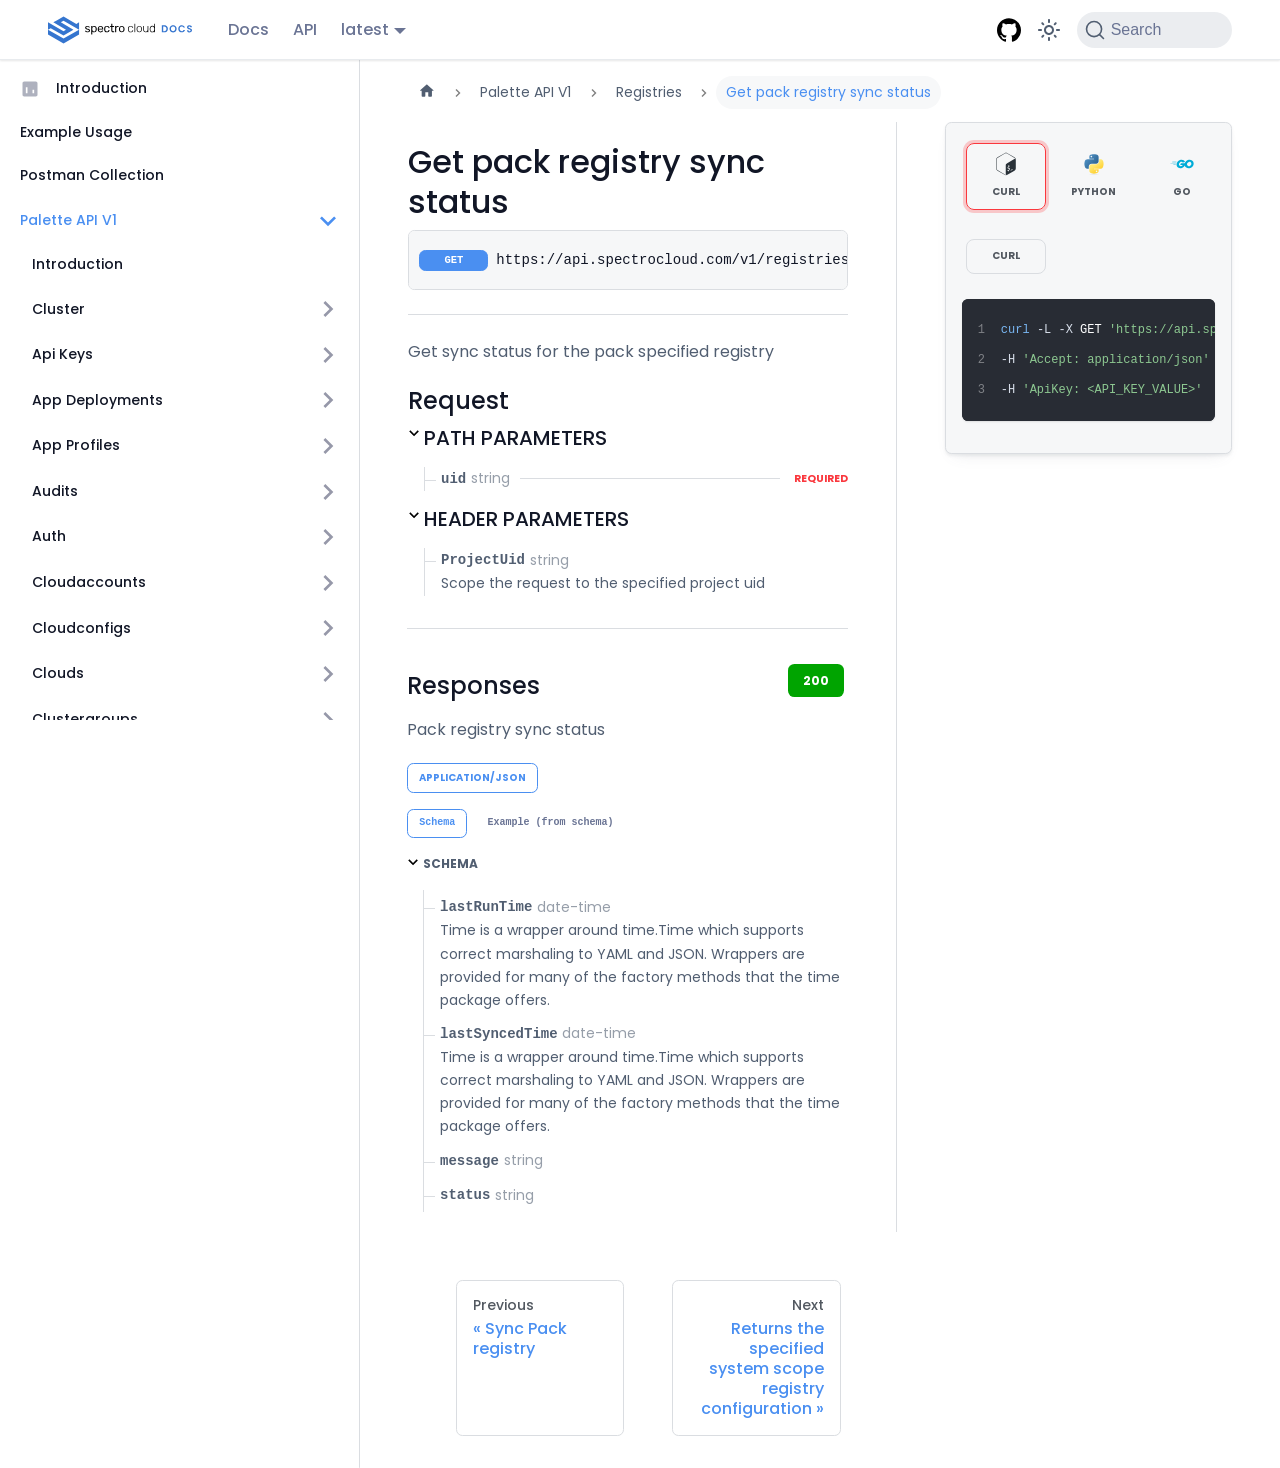 spectro cloud DOCS
Docs
API
latest
Search
Introduction
Example Usage
Postman Collection
Palette API V1
Introduction
Cluster
Api Keys
App Deployments
App Profiles
Audits
Auth
Cloudaccounts
Cloudconfigs
Clouds
Clustergroups
Palette API V1
Registries
Get pack registry sync status
Get pack registry sync
status
GET https://api.spectrocloud.com/v1/registries
Get sync status for the pack specified registry
Request
PATH PARAMETERS
uid string REQUIRED
HEADER PARAMETERS
ProjectUid string
Scope the request to the specified project uid
Responses
200
Pack registry sync status
APPLICATION/JSON
Schema Example (from schema)
SCHEMA
lastRunTime date-time
Time is a wrapper around time.Time which supports
correct marshaling to YAML and JSON. Wrappers are
provided for many of the factory methods that the time
package offers.
lastSyncedTime date-time
Time is a wrapper around time.Time which supports
correct marshaling to YAML and JSON. Wrappers are
provided for many of the factory methods that the time
package offers.
message string
status string
CURL
PYTHON
GO
GO
CURL
1 curl -L -X GET 'https://api.sp
2 -H 'Accept: application/json'
3 -H 'ApiKey: <API_KEY_VALUE>'
Previous
« Sync Pack
registry
Next
Returns the
specified
system scope
registry
configuration »